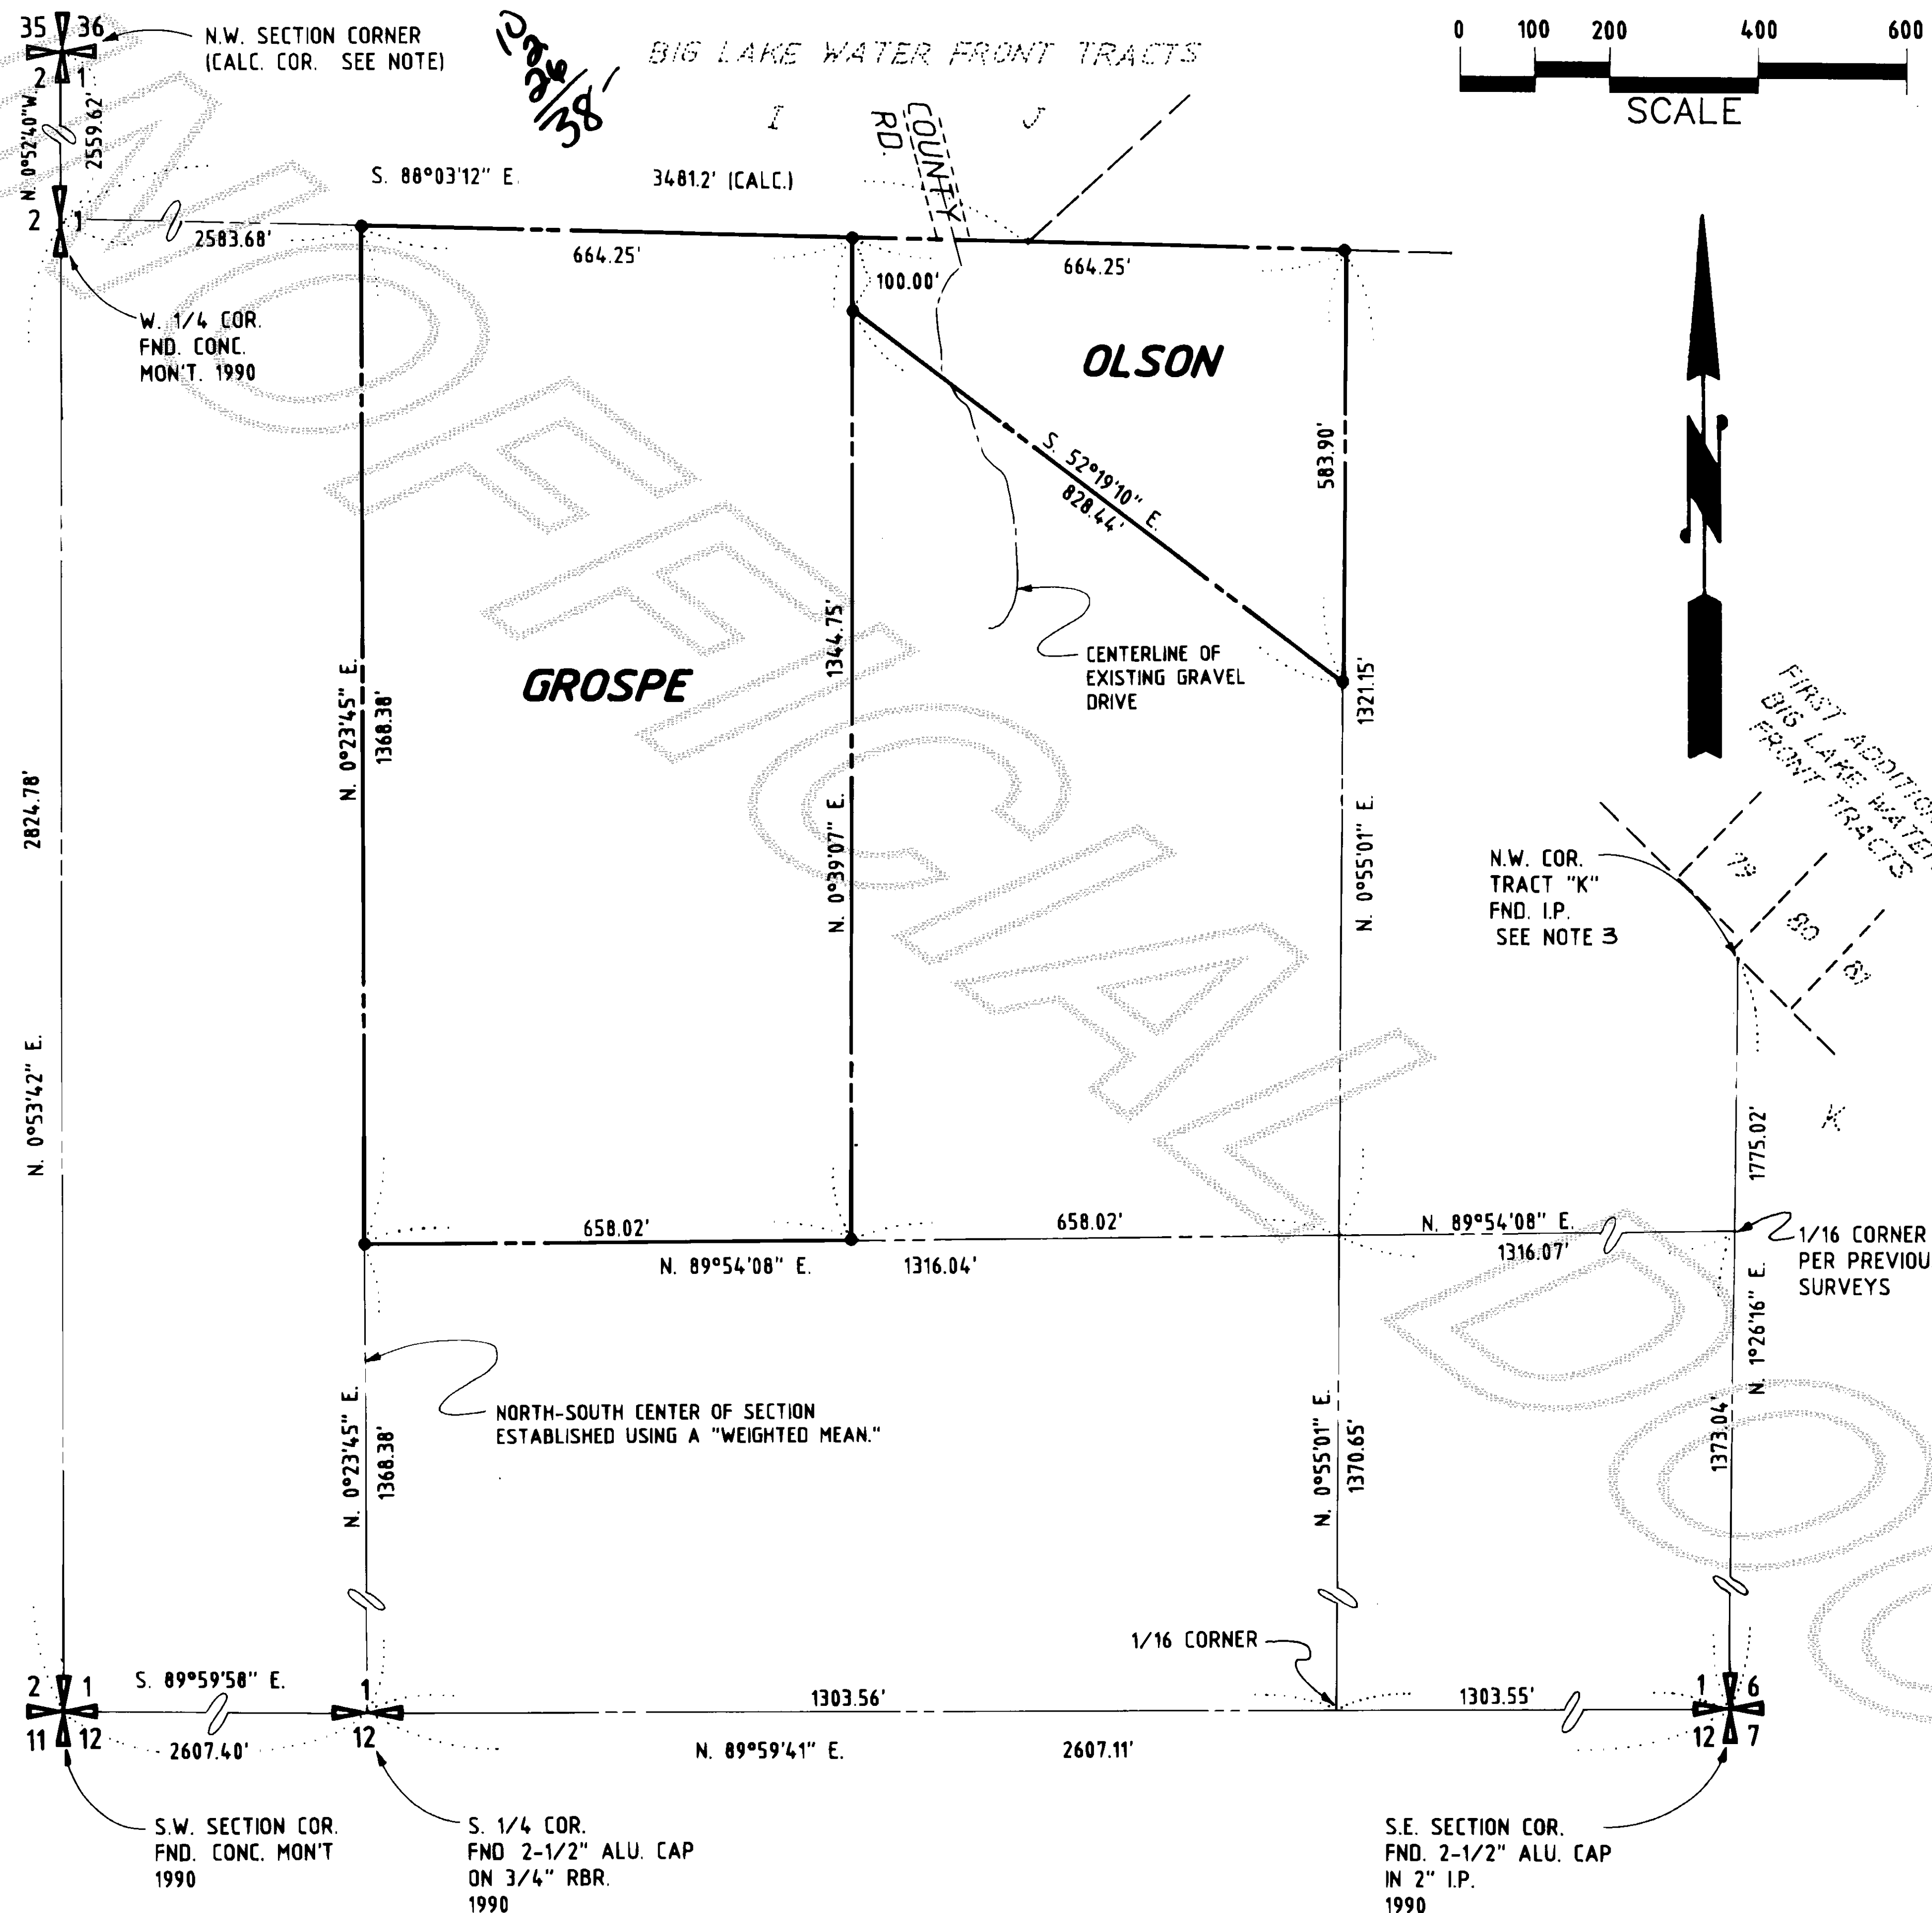 35 36
2 1
N.W. SECTION CORNER
(CALC. COR. SEE NOTE)
10
2
26
38
BIG LAKE WATER FRONT TRACTS
I
J
COUNTY
RD.
0 100 200 400 600
SCALE
N. 0°52'40" W.
2559.62'
S. 88°03'12" E.
3481.2' (CALC.)
2 1
2583.68'
664.25'
100.00'
664.25'
W. 1/4 COR.
FND. CONC.
MON'T. 1990
OLSON
S. 52°19'10" E.
828.44'
583.90'
N
GROSPE
N. 0°23'45" E.
1368.38'
1344.75'
N. 0°39'07" E.
CENTERLINE OF
EXISTING GRAVEL
DRIVE
1321.15'
N. 0°55'01" E.
FIRST ADDITION
BIG LAKE WATER
FRONT TRACTS
79
80
81
K
N.W. COR.
TRACT "K"
FND. I.P.
SEE NOTE 3
2824.78'
N. 0°53'42" E.
1775.02'
658.02'
N. 89°54'08" E.
658.02'
1316.04'
N. 89°54'08" E.
1316.07'
1/16 CORNER
PER PREVIOU
SURVEYS
N. 1°26'16" E.
1373.04'
NORTH-SOUTH CENTER OF SECTION
ESTABLISHED USING A "WEIGHTED MEAN."
N. 0°23'45" E.
1368.38'
N. 0°55'01" E.
1370.65'
1/16 CORNER
2 1
11 12
S. 89°59'58" E.
2607.40'
1
12
1303.56'
N. 89°59'41" E.
2607.11'
1303.55'
1 6
12 7
S.W. SECTION COR.
FND. CONC. MON'T
1990
S. 1/4 COR.
FND 2-1/2" ALU. CAP
ON 3/4" RBR.
1990
S.E. SECTION COR.
FND. 2-1/2" ALU. CAP
IN 2" I.P.
1990
UNOFFICIAL DOC